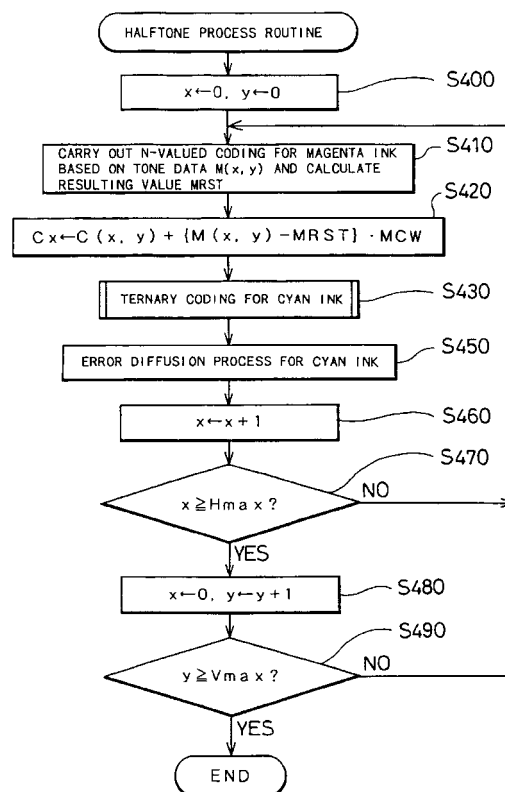 HALFTONE PROCESS ROUTINE
S400
x←0, y←0
S410
CARRY OUT N-VALUED CODING FOR MAGENTA INK
BASED ON TONE DATA M(x, y) AND CALCULATE
RESULTING VALUE MRST
S420
Cx←C (x, y) + {M (x, y) −MRST} · MCW
S430
TERNARY CODING FOR CYAN INK
S450
ERROR DIFFUSION PROCESS FOR CYAN INK
S460
x←x+1
S470
x≧Hmax?
NO
YES
S480
x←0, y←y+1
S490
y≧Vmax?
NO
YES
END